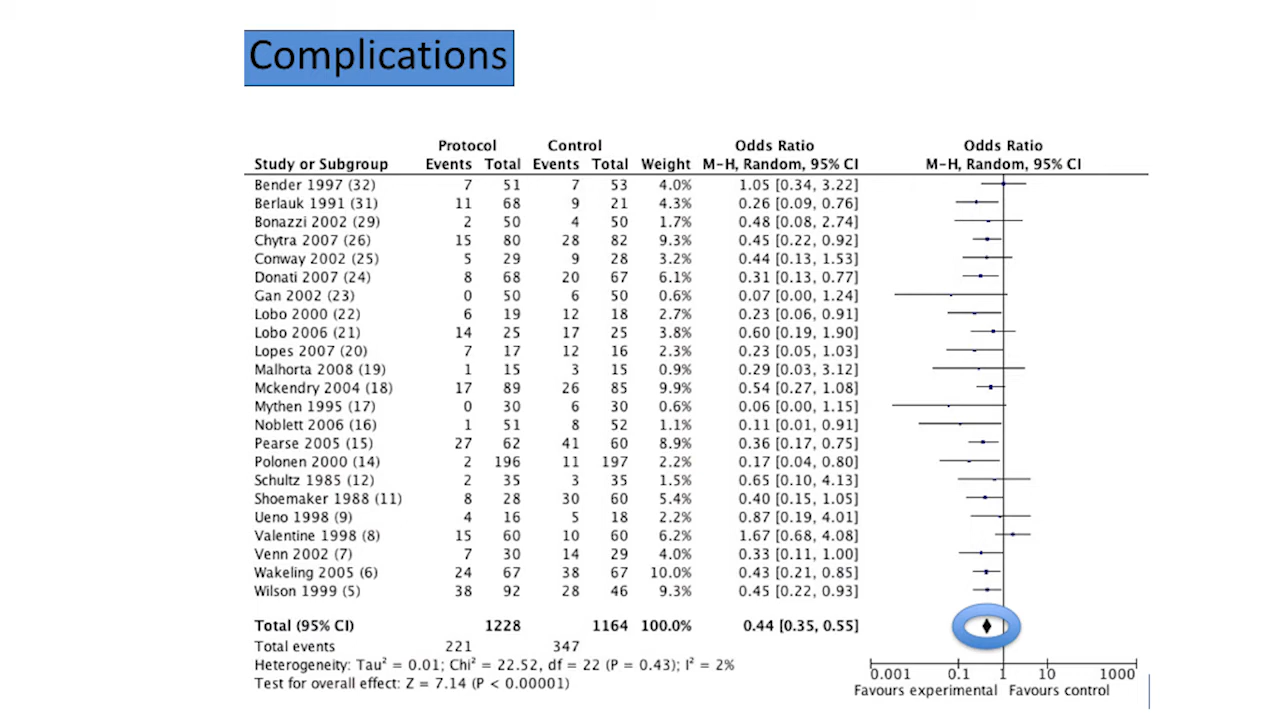 Complications
Protocol Control Odds Ratio Odds Ratio
Study or Subgroup Events Total Events Total Weight M-H, Random, 95% CI M-H, Random, 95% CI
Bender 1997 (32) 7 51 7 53 4.0% 1.05 [0.34, 3.22]
Berlauk 1991 (31) 11 68 9 21 4.3% 0.26 [0.09, 0.76]
Bonazzi 2002 (29) 2 50 4 50 1.7% 0.48 [0.08, 2.74]
Chytra 2007 (26) 15 80 28 82 9.3% 0.45 [0.22, 0.92]
Conway 2002 (25) 5 29 9 28 3.2% 0.44 [0.13, 1.53]
Donati 2007 (24) 8 68 20 67 6.1% 0.31 [0.13, 0.77]
Gan 2002 (23) 0 50 6 50 0.6% 0.07 [0.00, 1.24]
Lobo 2000 (22) 6 19 12 18 2.7% 0.23 [0.06, 0.91]
Lobo 2006 (21) 14 25 17 25 3.8% 0.60 [0.19, 1.90]
Lopes 2007 (20) 7 17 12 16 2.3% 0.23 [0.05, 1.03]
Malhorta 2008 (19) 1 15 3 15 0.9% 0.29 [0.03, 3.12]
Mckendry 2004 (18) 17 89 26 85 9.9% 0.54 [0.27, 1.08]
Mythen 1995 (17) 0 30 6 30 0.6% 0.06 [0.00, 1.15]
Noblett 2006 (16) 1 51 8 52 1.1% 0.11 [0.01, 0.91]
Pearse 2005 (15) 27 62 41 60 8.9% 0.36 [0.17, 0.75]
Polonen 2000 (14) 2 196 11 197 2.2% 0.17 [0.04, 0.80]
Schultz 1985 (12) 2 35 3 35 1.5% 0.65 [0.10, 4.13]
Shoemaker 1988 (11) 8 28 30 60 5.4% 0.40 [0.15, 1.05]
Ueno 1998 (9) 4 16 5 18 2.2% 0.87 [0.19, 4.01]
Valentine 1998 (8) 15 60 10 60 6.2% 1.67 [0.68, 4.08]
Venn 2002 (7) 7 30 14 29 4.0% 0.33 [0.11, 1.00]
Wakeling 2005 (6) 24 67 38 67 10.0% 0.43 [0.21, 0.85]
Wilson 1999 (5) 38 92 28 46 9.3% 0.45 [0.22, 0.93]
Total (95% CI) 1228 1164 100.0% 0.44 [0.35, 0.55]
Total events 221 347
Heterogeneity: Tau² = 0.01; Chi² = 22.52, df = 22 (P = 0.43); I² = 2%
Test for overall effect: Z = 7.14 (P < 0.00001)
0.001 0.1 1 10 1000
Favours experimental Favours control